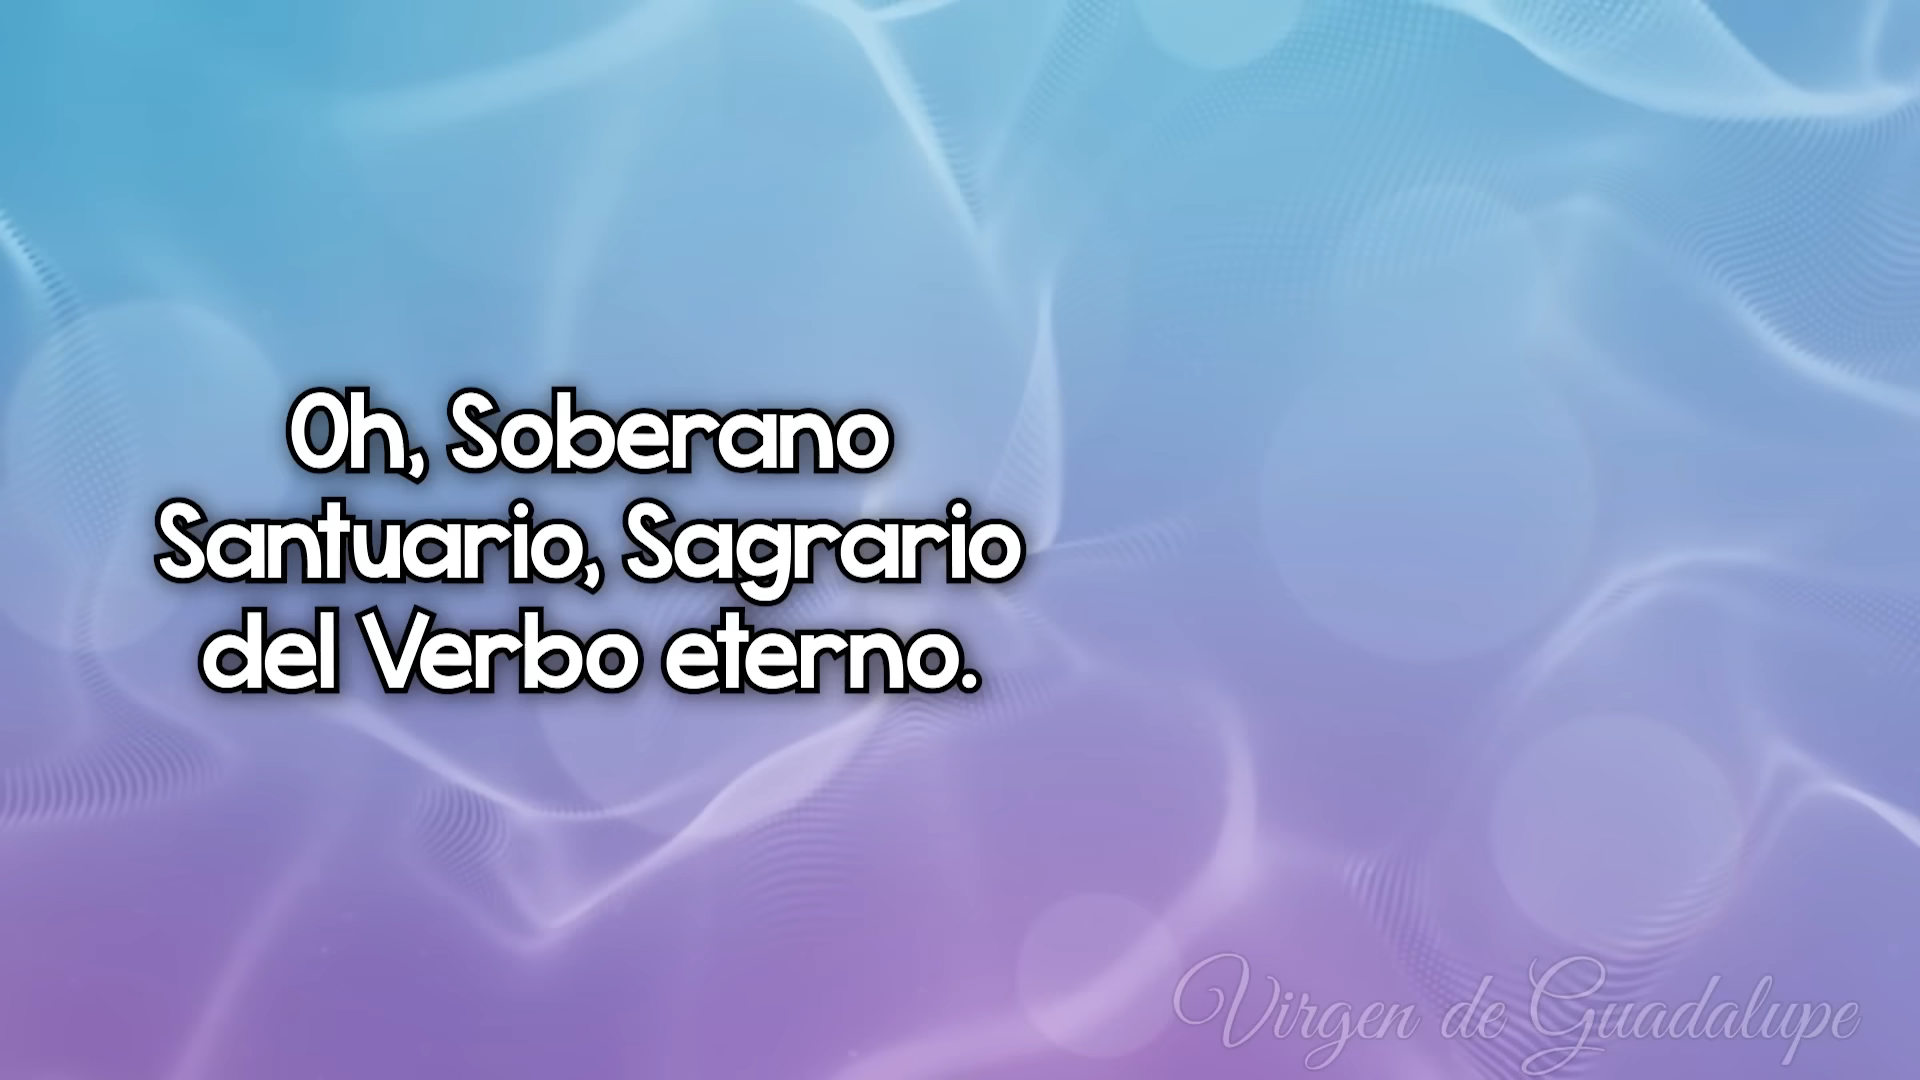 Oh, Soberano
Santuario, Sagrario
del Verbo eterno.
Virgen de Guadalupe